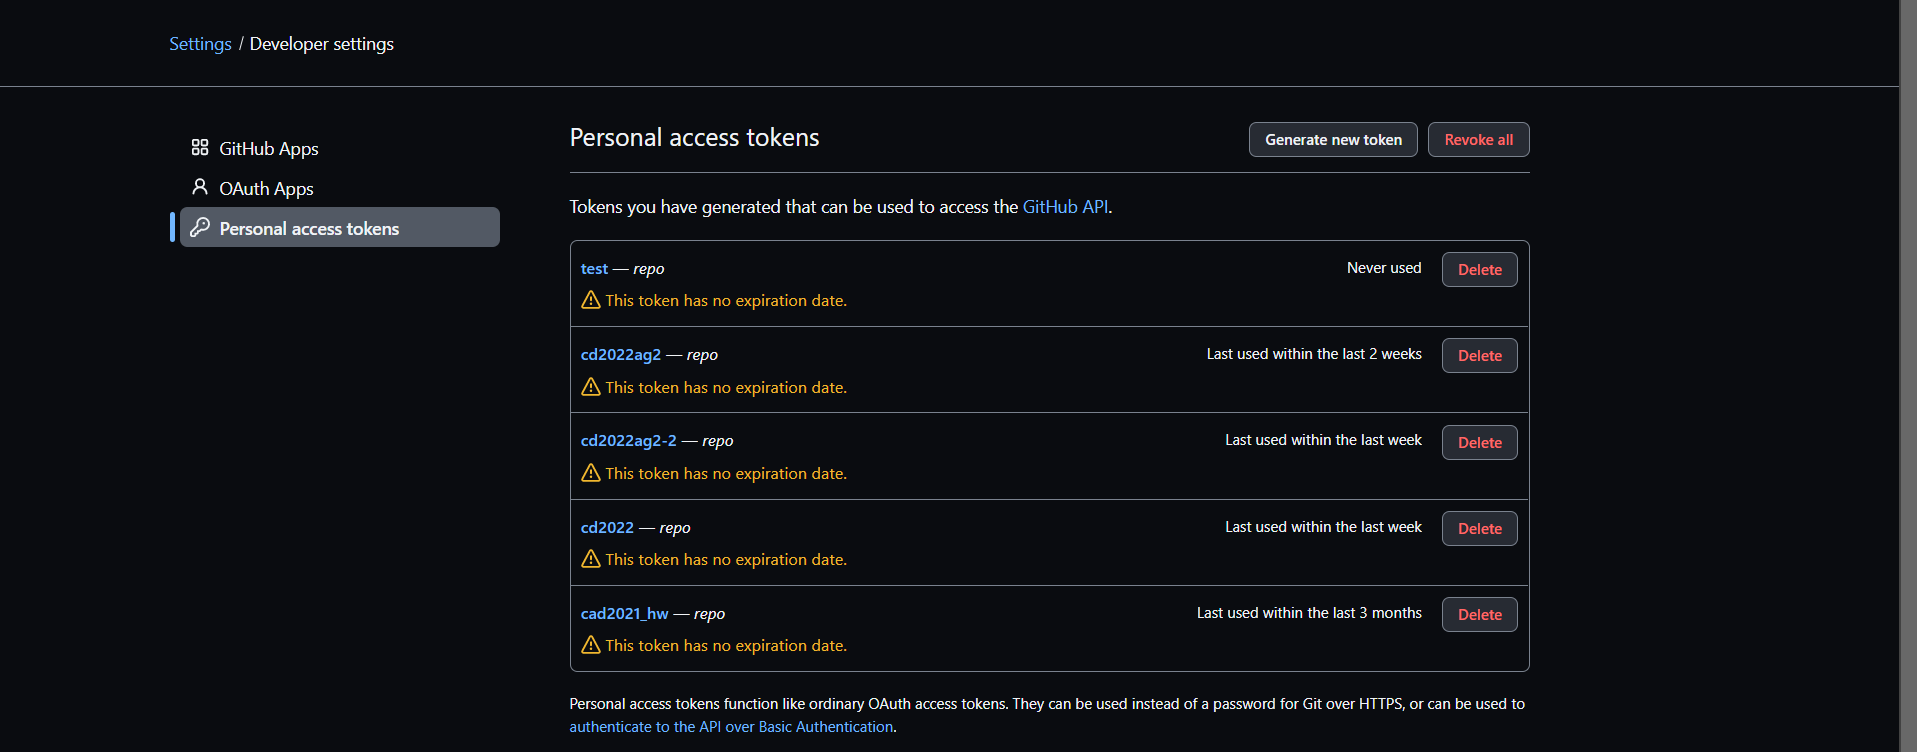 Settings / Developer settings
GitHub Apps
OAuth Apps
Personal access tokens
Personal access tokens
Generate new token
Revoke all
Tokens you have generated that can be used to access the GitHub API.
test — repo
Never used
Delete
This token has no expiration date.
cd2022ag2 — repo
Last used within the last 2 weeks
Delete
This token has no expiration date.
cd2022ag2-2 — repo
Last used within the last week
Delete
This token has no expiration date.
cd2022 — repo
Last used within the last week
Delete
This token has no expiration date.
cad2021_hw — repo
Last used within the last 3 months
Delete
This token has no expiration date.
Personal access tokens function like ordinary OAuth access tokens. They can be used instead of a password for Git over HTTPS, or can be used to
authenticate to the API over Basic Authentication.